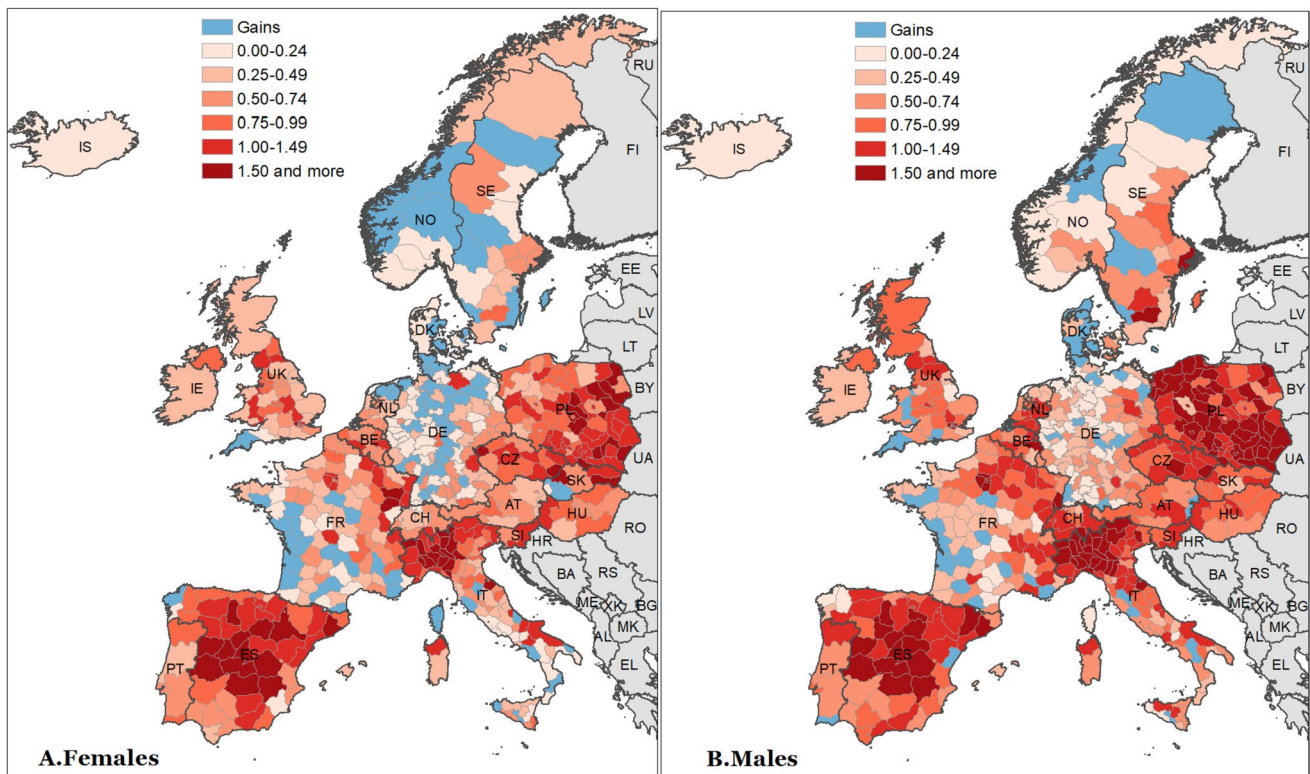 Gains
0.00-0.24
0.25-0.49
0.50-0.74
0.75-0.99
1.00-1.49
1.50 and more
RU
IS
FI
SE
NO
EE
LV
DK
LT
IE
UK
BY
NL
PL
DE
BE
UA
CZ
SK
AT
FR
CH
HU
RO
SI
HR
BA
RS
IT
ME
XK
BG
MK
AL
PT
ES
EL
A.Females
Gains
0.00-0.24
0.25-0.49
0.50-0.74
0.75-0.99
1.00-1.49
1.50 and more
RU
IS
FI
SE
NO
EE
LV
DK
LT
IE
UK
BY
NL
PL
DE
BE
UA
CZ
SK
AT
FR
CH
HU
RO
SI
HR
BA
RS
IT
ME
XK
BG
MK
AL
PT
ES
EL
B.Males